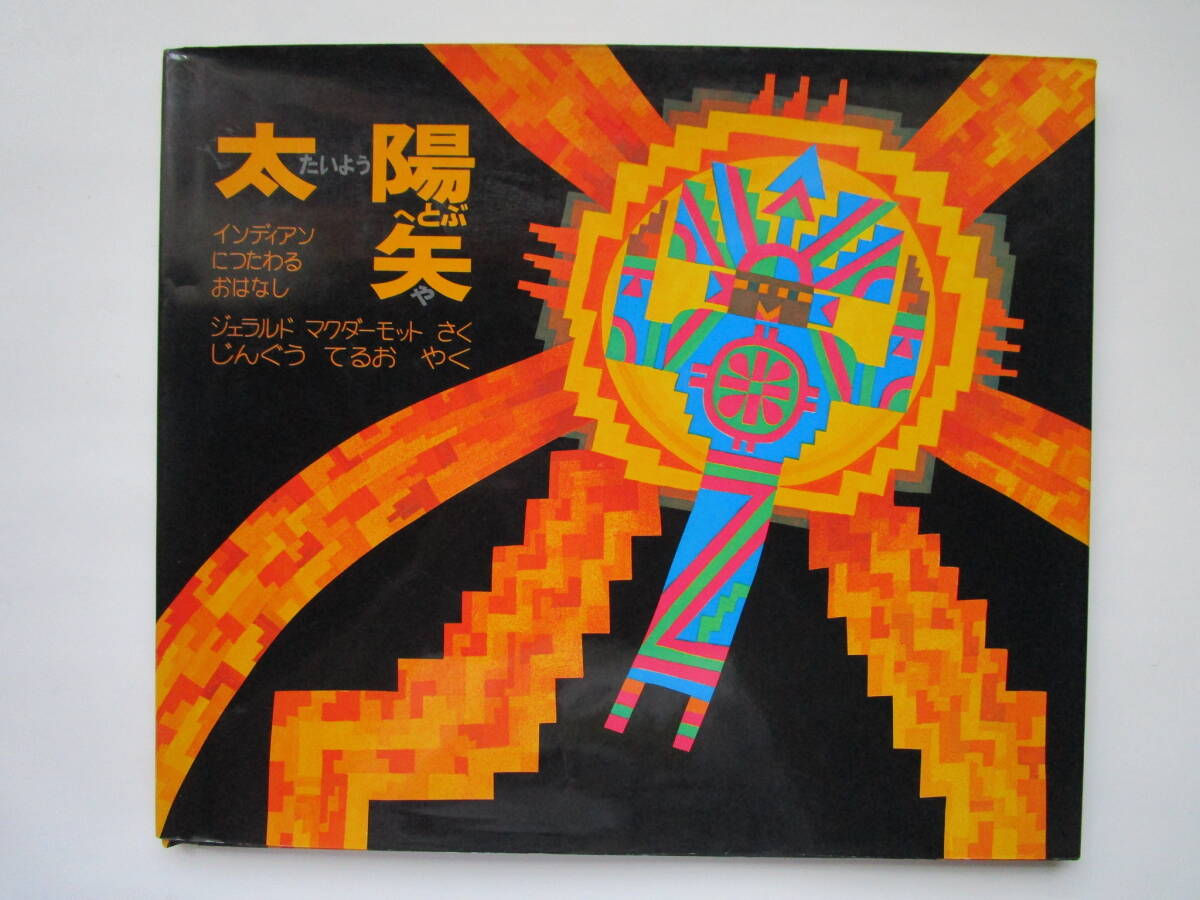 太たいよう陽
へとぶ
矢や
インディアン
につたわる
おはなし
ジェラルド マクダーモット さく
じんぐう てるお やく